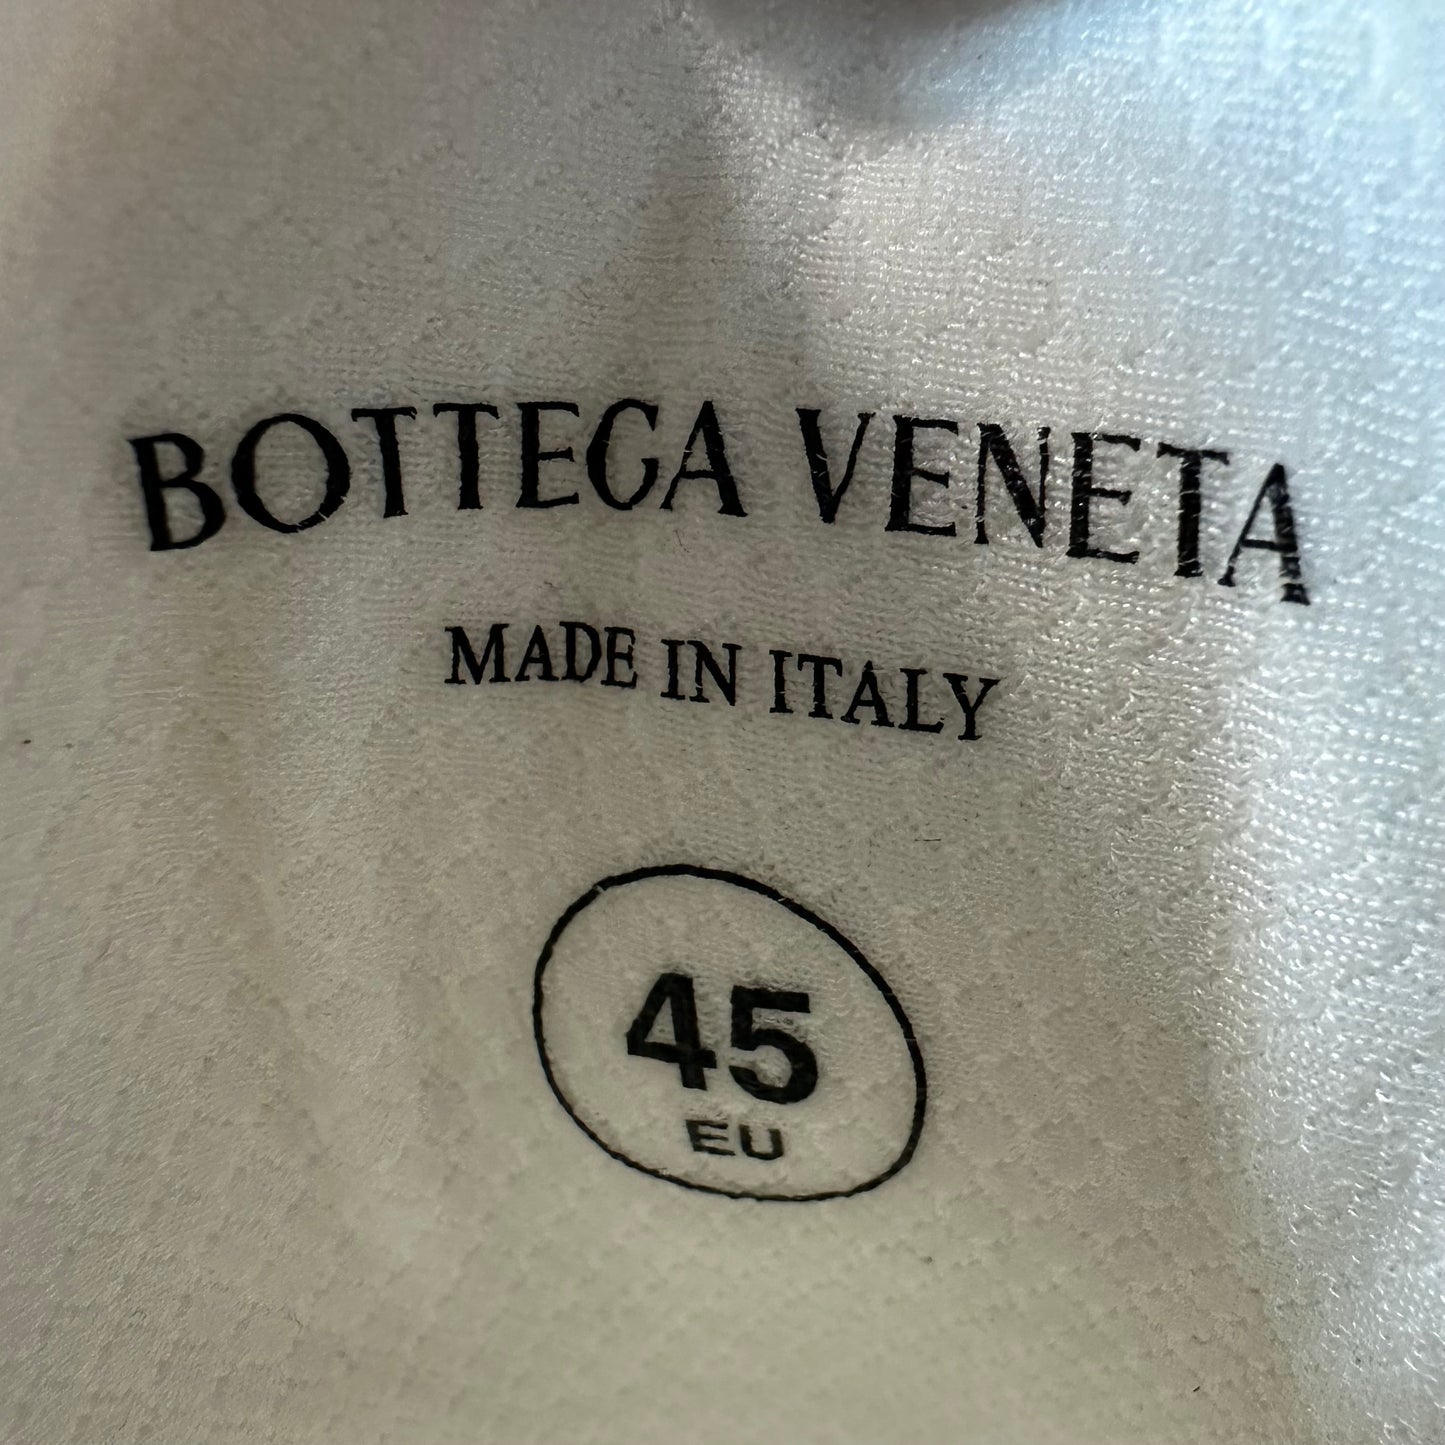 BOTTEGA VENETA
MADE IN ITALY
45
EU